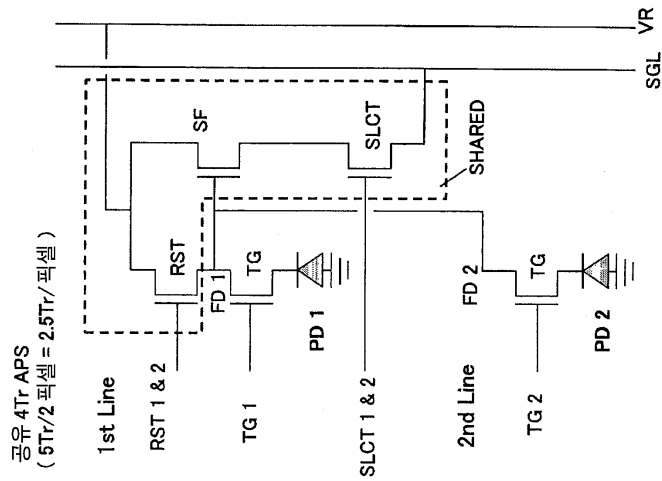 공유 4Tr APS
( 5Tr/2 픽셀 = 2.5Tr/ 픽셀 )
1st Line
RST 1 & 2
RST
SF
FD 1
TG 1
TG
PD 1
SLCT 1 & 2
SLCT
SHARED
2nd Line
FD 2
TG 2
TG
PD 2
SGL
VR